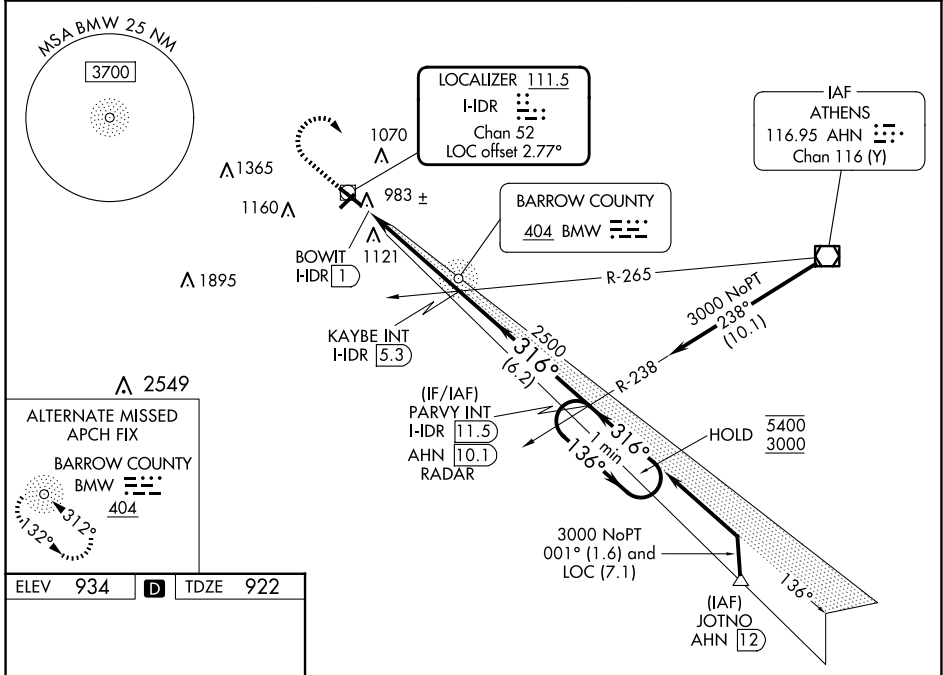 MSA BMW 25 NM
3700
LOCALIZER 111.5
I-IDR
Chan 52
LOC offset 2.77°
IAF
ATHENS
116.95 AHN
Chan 116 (Y)
1070
1365
983 ±
1160
BARROW COUNTY
404 BMW
BOWIT
I-IDR 1
1121
1895
R-265
3000 NoPT
238°
(10.1)
KAYBE INT
I-IDR 5.3
2500
316°
(6.2)
R-238
2549
(IF/IAF)
PARVY INT
I-IDR 11.5
AHN 10.1
RADAR
316°
1 min
136°
HOLD
5400
3000
ALTERNATE MISSED
APCH FIX
BARROW COUNTY
BMW
404
312°
132°
3000 NoPT
001° (1.6) and
LOC (7.1)
136°
(IAF)
JOTNO
AHN 12
ELEV 934 D TDZE 922